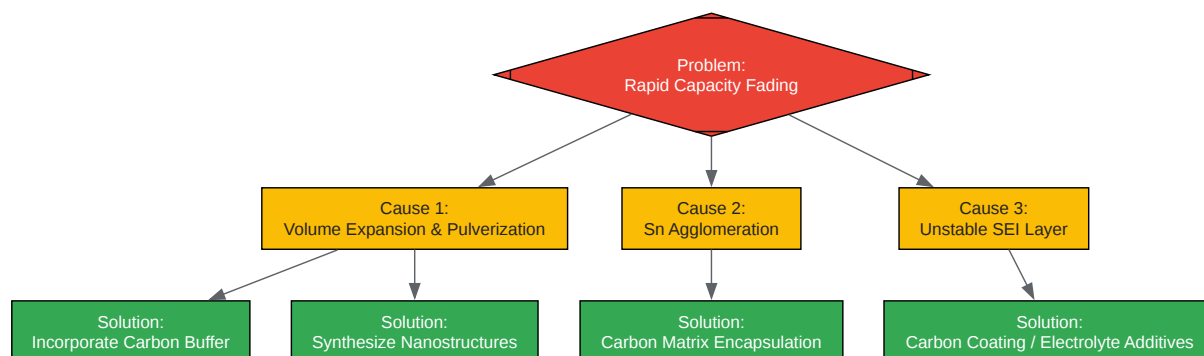 Problem:
Rapid Capacity Fading
Cause 1:
Volume Expansion & Pulverization
Cause 2:
Sn Agglomeration
Cause 3:
Unstable SEI Layer
Solution:
Incorporate Carbon Buffer
Solution:
Synthesize Nanostructures
Solution:
Carbon Matrix Encapsulation
Solution:
Carbon Coating / Electrolyte Additives